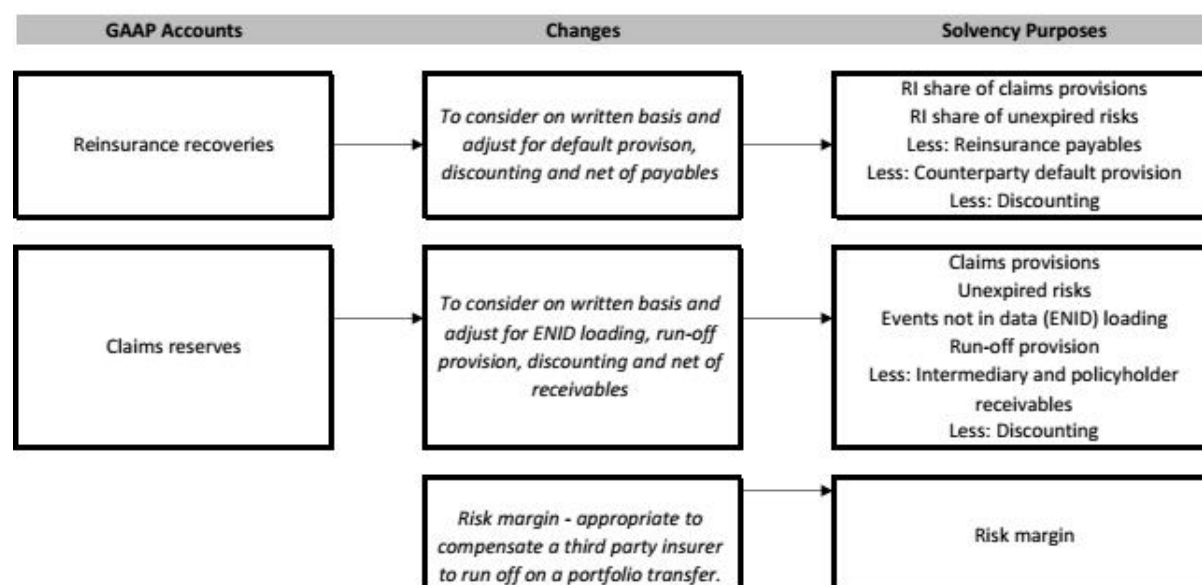 GAAP Accounts
Changes
Solvency Purposes
Reinsurance recoveries
To consider on written basis and
adjust for default provison,
discounting and net of payables
RI share of claims provisions
RI share of unexpired risks
Less: Reinsurance payables
Less: Counterparty default provision
Less: Discounting
Claims reserves
To consider on written basis and
adjust for ENID loading, run-off
provision, discounting and net of
receivables
Claims provisions
Unexpired risks
Events not in data (ENID) loading
Run-off provision
Less: Intermediary and policyholder
receivables
Less: Discounting
Risk margin - appropriate to
compensate a third party insurer
to run off on a portfolio transfer.
Risk margin